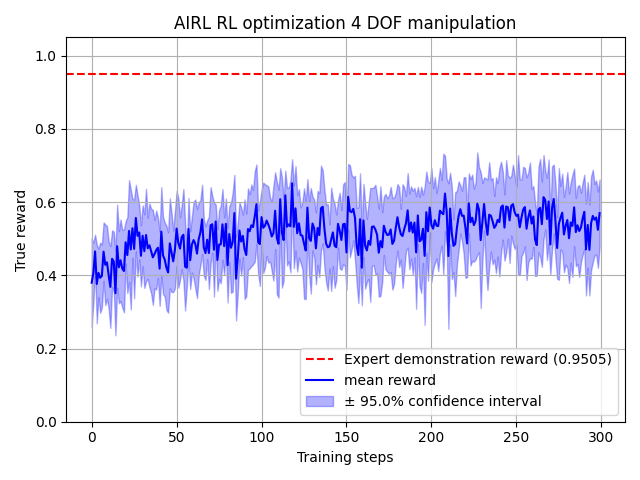 AIRL RL optimization 4 DOF manipulation
True reward
1.0
0.8
0.6
0.4
0.2
0.0
0 50 100 150 200 250 300
Training steps
Expert demonstration reward (0.9505)
mean reward
± 95.0% confidence interval